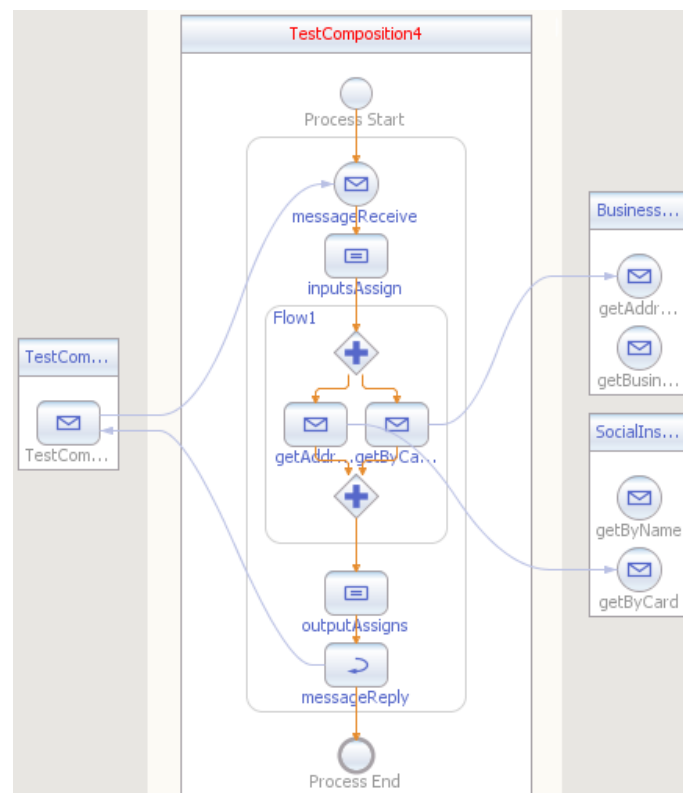 TestComposition4
Process Start
messageReceive
inputsAssign
Flow1
getAddr...
getByCa...
outputAssigns
messageReply
Process End
TestCom...
TestCom...
Business...
getAddr...
getBusin...
SocialIns...
getByName
getByCard